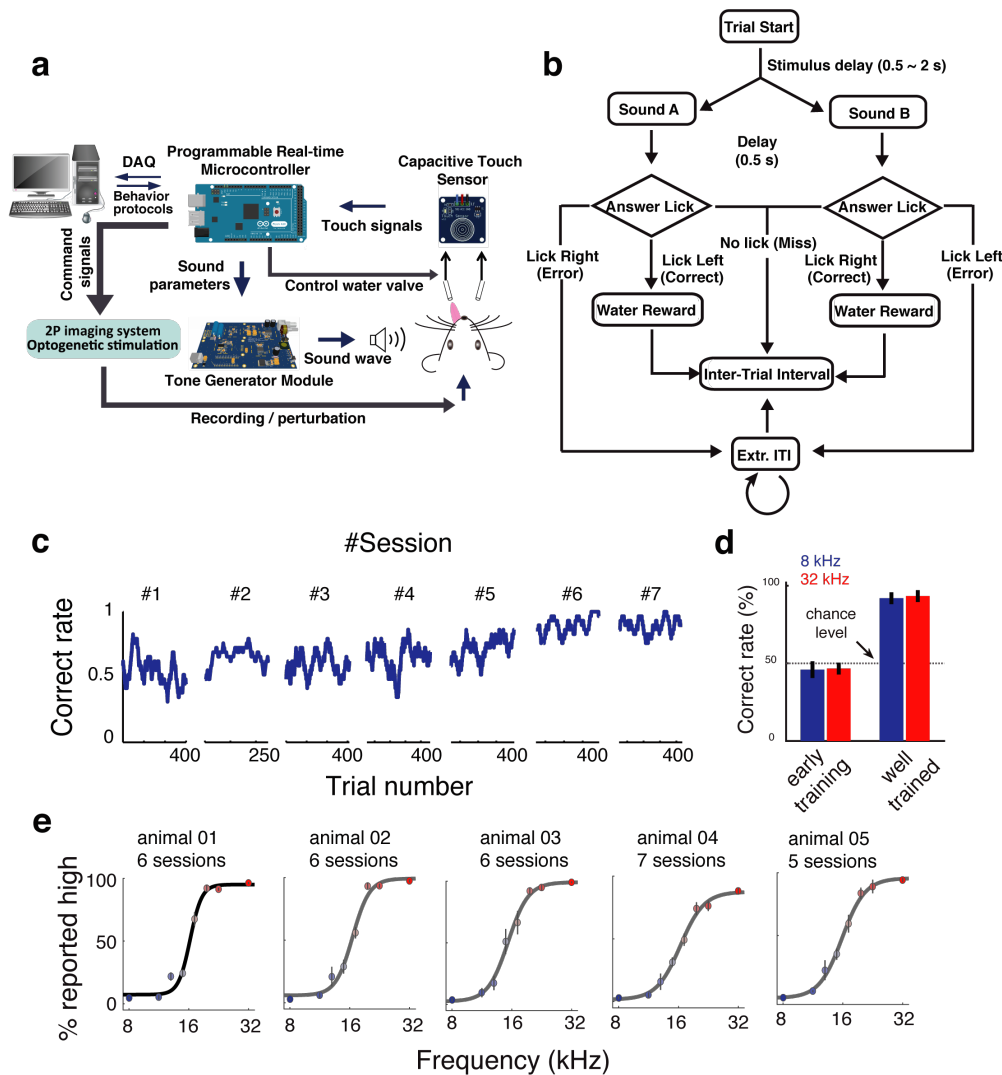 a
DAQ
Behavior
protocols
Programmable Real-time
Microcontroller
Capacitive Touch
Sensor
Touch signals
Command
signals
Sound
parameters
Control water valve
2P imaging system
Optogenetic stimulation
Sound wave
Tone Generator Module
Recording / perturbation
b
Trial Start
Stimulus delay (0.5 ~ 2 s)
Sound A
Sound B
Delay
(0.5 s)
Answer Lick
Answer Lick
Lick Right
(Error)
Lick Left
(Correct)
No lick (Miss)
Lick Right
(Correct)
Lick Left
(Error)
Water Reward
Water Reward
Inter-Trial Interval
Extr. ITI
c
#Session
#1 #2 #3 #4 #5 #6 #7
Correct rate
1
0.5
0
400 250 400 400 400 400 400
Trial number
d
8 kHz
32 kHz
Correct rate (%)
100
50
0
chance
level
early
training
well
trained
e
animal 01
6 sessions
animal 02
6 sessions
animal 03
6 sessions
animal 04
7 sessions
animal 05
5 sessions
% reported high
100
50
0
8 16 32 8 16 32 8 16 32 8 16 32 8 16 32
Frequency (kHz)